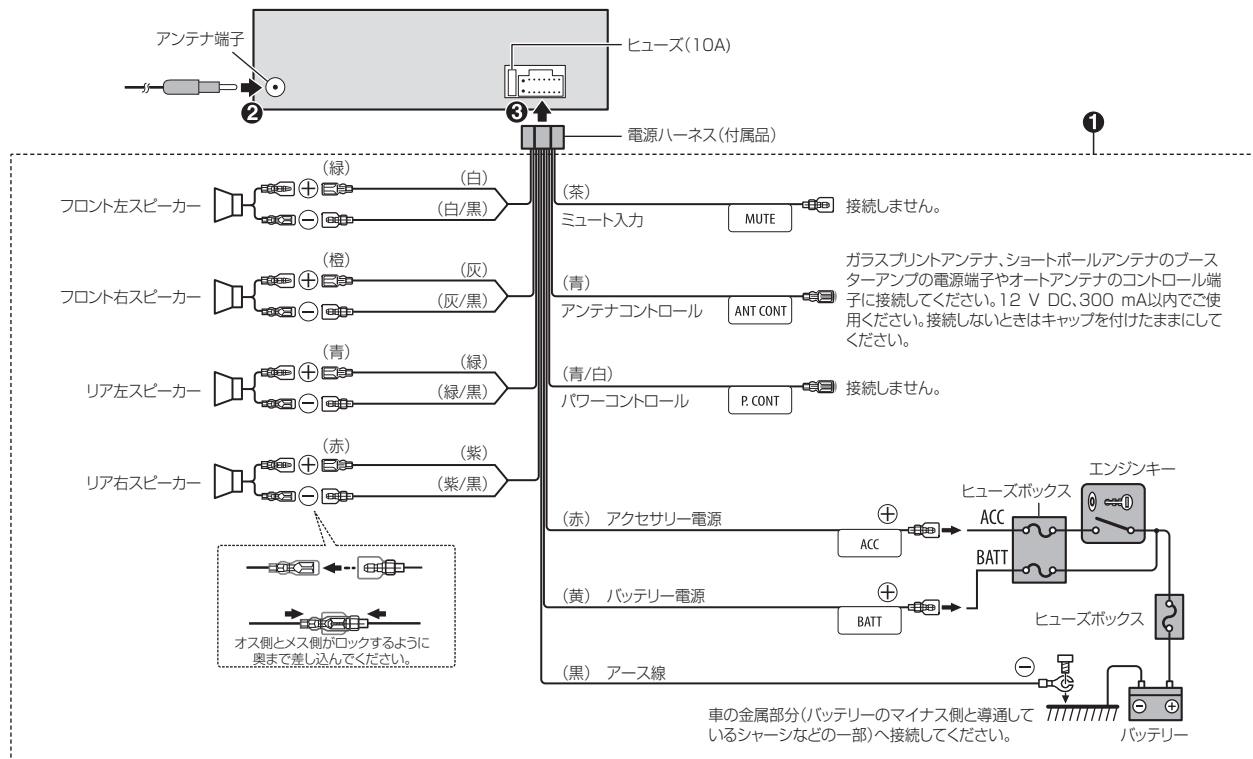 アンテナ端子
ヒューズ(10A)
❷
❸
電源ハーネス(付属品)
❶
(緑)
(白)
フロント左スピーカー
(白/黒)
(茶)
ミュート入力
MUTE
接続しません。
(橙)
(灰)
フロント右スピーカー
(灰/黒)
(青)
アンテナコントロール
ANT CONT
ガラスプリントアンテナ、ショートポールアンテナのブース
ターアンプの電源端子やオートアンテナのコントロール端
子に接続してください。12 V DC、300 mA以内でご使
用ください。接続しないときはキャップを付けたままにして
ください。
(青)
(緑)
リア左スピーカー
(緑/黒)
(青/白)
パワーコントロール
P. CONT
接続しません。
(赤)
(紫)
リア右スピーカー
(紫/黒)
エンジンキー
ヒューズボックス
(赤) アクセサリー電源
ACC
ACC
BATT
(黄) バッテリー電源
BATT
ヒューズボックス
オス側とメス側がロックするように
奥まで差し込んでください。
(黒) アース線
車の金属部分(バッテリーのマイナス側と導通して
いるシャーシなどの一部)へ接続してください。
バッテリー